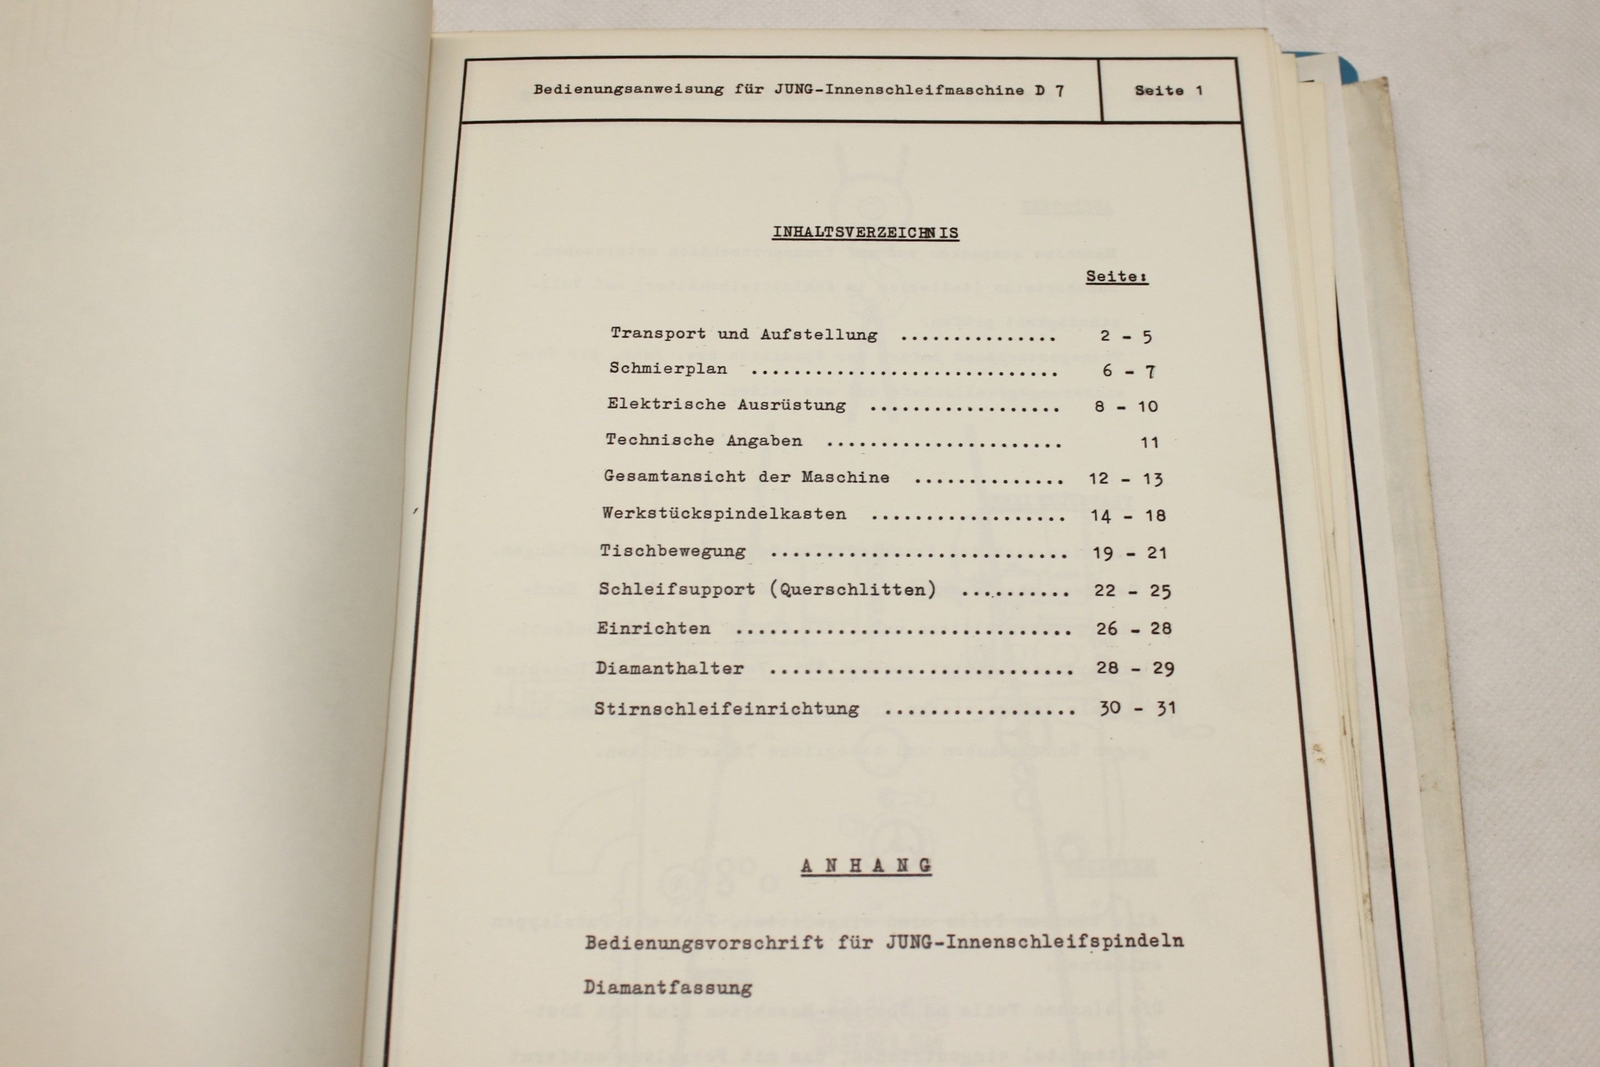 Bedienungsanweisung für JUNG-Innenschleifmaschine D 7 Seite 1
INHALTSVERZEICHNIS
Seite:
Transport und Aufstellung ............... 2 - 5
Schmierplan ............................. 6 - 7
Elektrische Ausrüstung .................. 8 - 10
Technische Angaben ...................... 11
Gesamtansicht der Maschine .............. 12 - 13
Werkstückspindelkasten .................. 14 - 18
Tischbewegung ........................... 19 - 21
Schleifsupport (Querschlitten) .......... 22 - 25
Einrichten .............................. 26 - 28
Diamanthalter ........................... 28 - 29
Stirnschleifeinrichtung ................. 30 - 31
A N H A N G
Bedienungsvorschrift für JUNG-Innenschleifspindeln
Diamantfassung